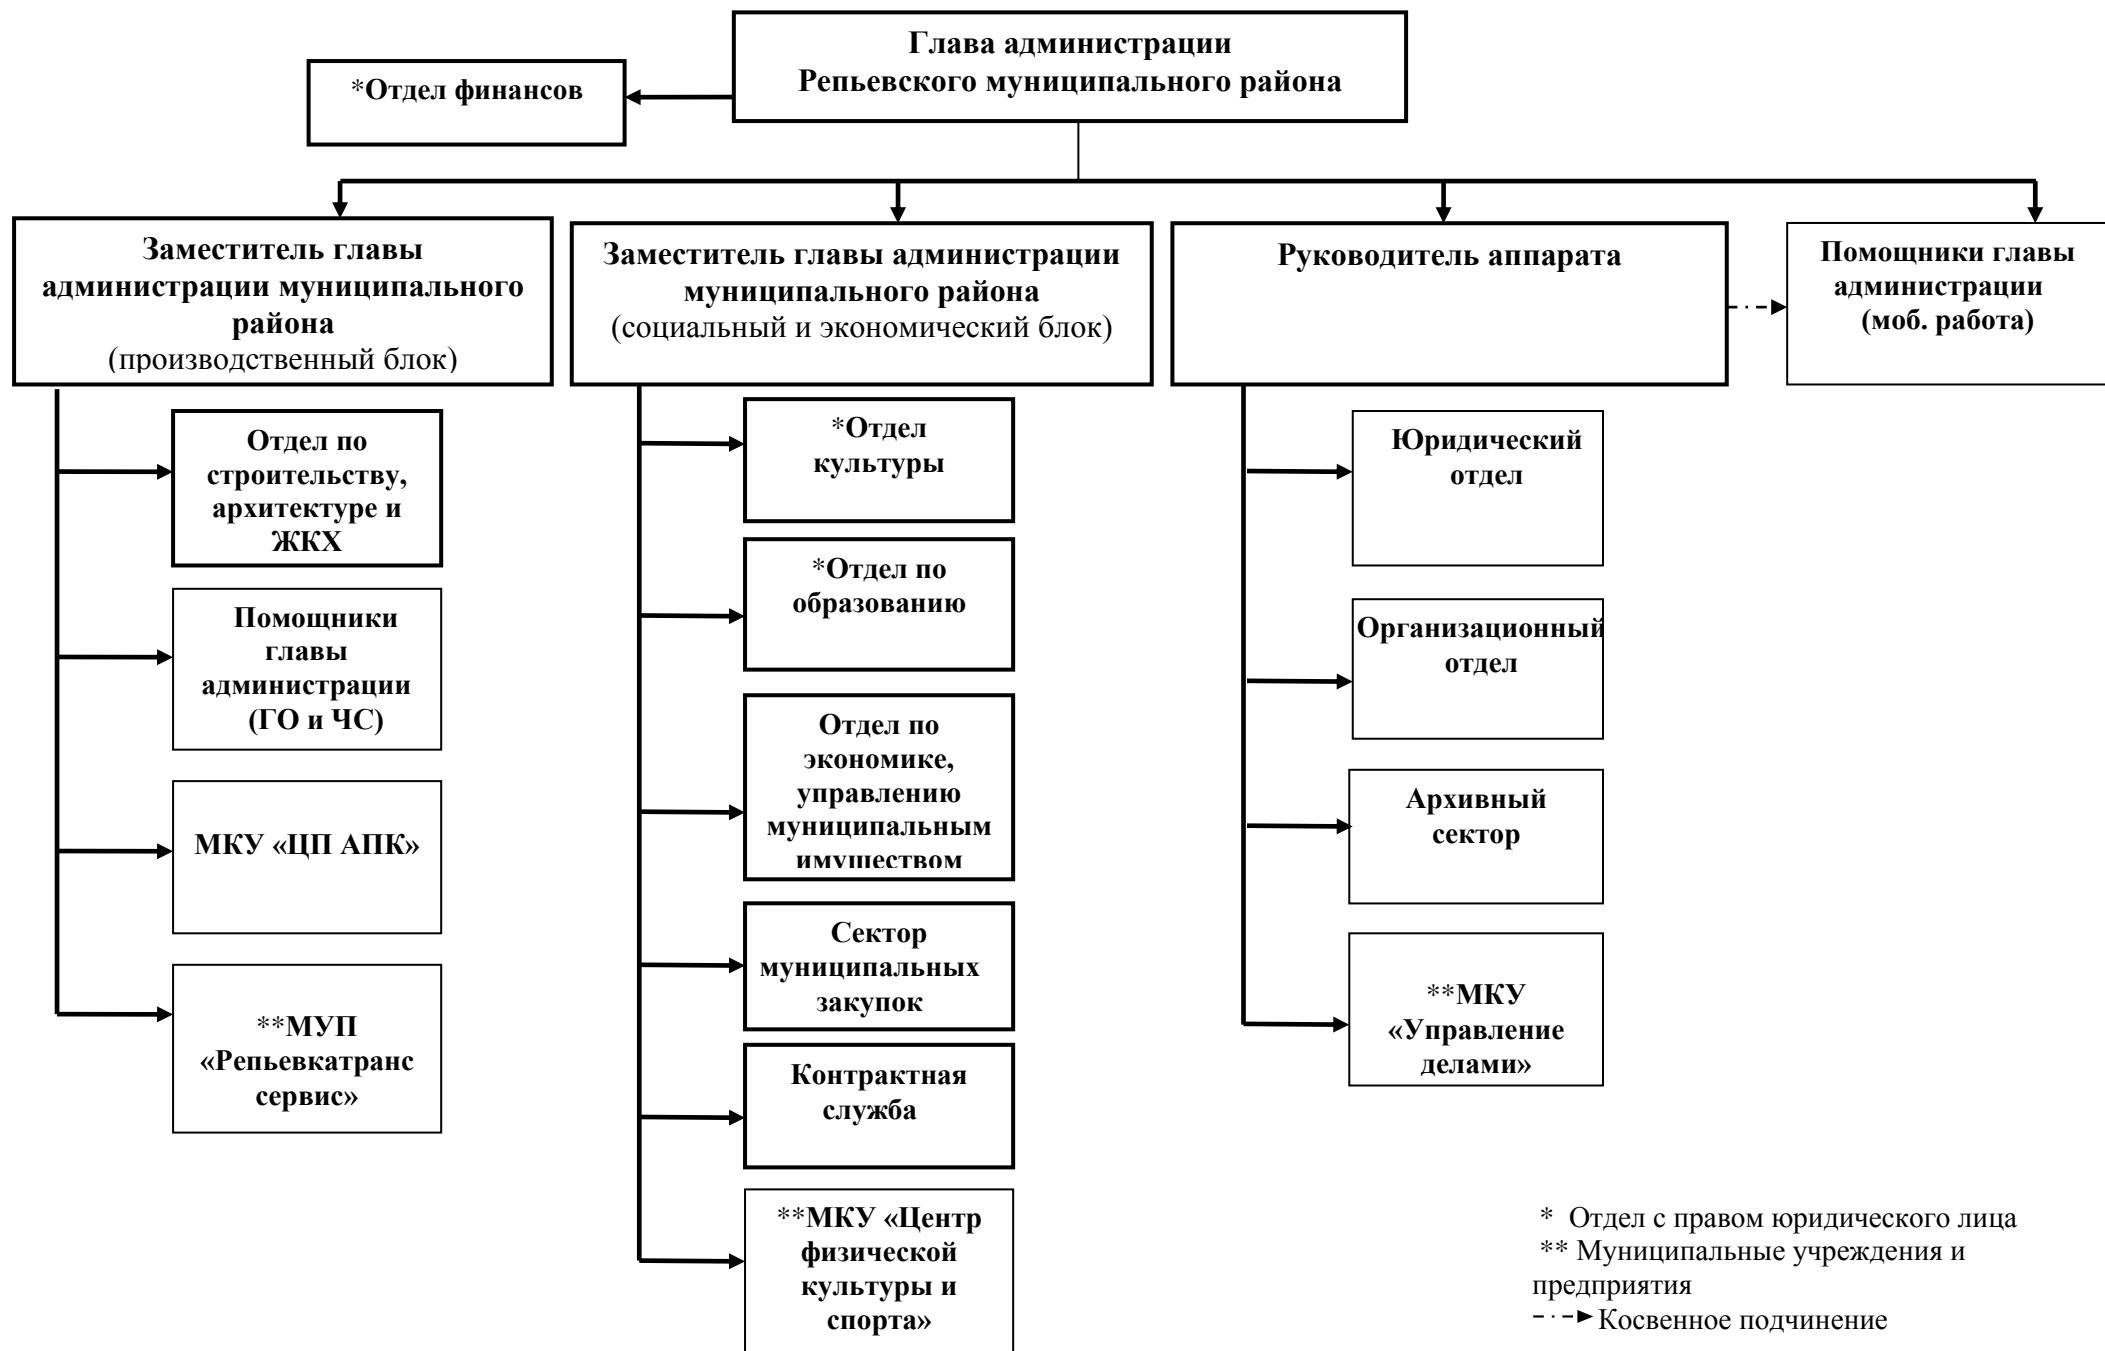 Глава администрации
Репьевского муниципального района
*Отдел финансов
Заместитель главы
администрации муниципального
района
(производственный блок)
Заместитель главы администрации
муниципального района
(социальный и экономический блок)
Руководитель аппарата
Помощники главы
администрации
(моб. работа)
Отдел по
строительству,
архитектуре и
ЖКХ
Помощники
главы
администрации
(ГО и ЧС)
МКУ «ЦП АПК»
**МУП
«Репьевкатранс
сервис»
*Отдел
культуры
*Отдел по
образованию
Отдел по
экономике,
управлению
муниципальным
имуществом
Сектор
муниципальных
закупок
Контрактная
служба
**МКУ «Центр
физической
культуры и
спорта»
Юридический
отдел
Организационный
отдел
Архивный
сектор
**МКУ
«Управление
делами»
* Отдел с правом юридического лица
** Муниципальные учреждения и
предприятия
Косвенное подчинение